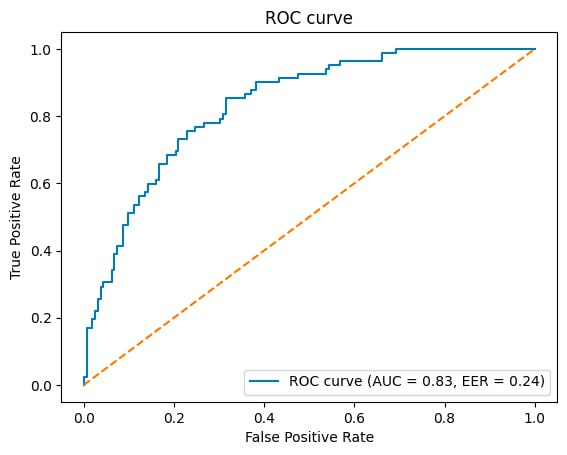 ROC curve
1.0
0.8
0.6
0.4
0.2
0.0
True Positive Rate
ROC curve (AUC = 0.83, EER = 0.24)
0.0 0.2 0.4 0.6 0.8 1.0
False Positive Rate